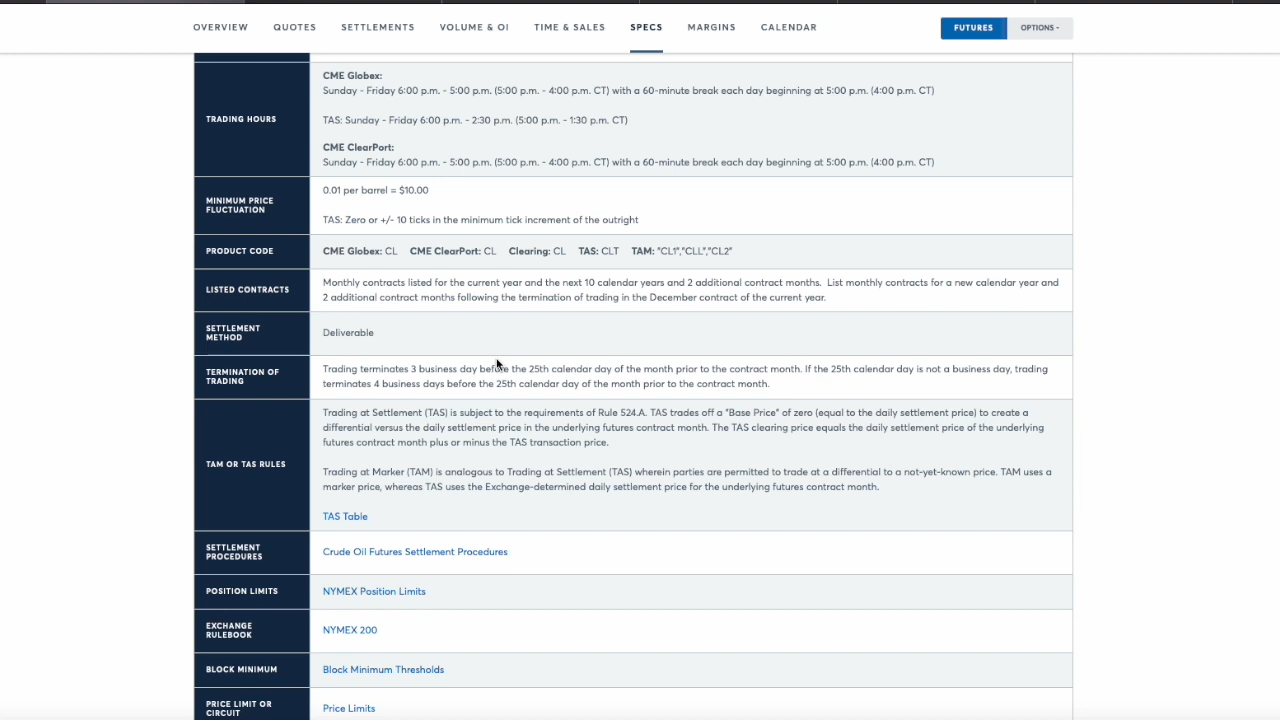 OVERVIEW QUOTES SETTLEMENTS VOLUME & OI TIME & SALES SPECS MARGINS CALENDAR FUTURES OPTIONS
TRADING HOURS
CME Globex:
Sunday - Friday 6:00 p.m. - 5:00 p.m. (5:00 p.m. - 4:00 p.m. CT) with a 60-minute break each day beginning at 5:00 p.m. (4:00 p.m. CT)
TAS: Sunday - Friday 6:00 p.m. - 2:30 p.m. (5:00 p.m. - 1:30 p.m. CT)
CME ClearPort:
Sunday - Friday 6:00 p.m. - 5:00 p.m. (5:00 p.m. - 4:00 p.m. CT) with a 60-minute break each day beginning at 5:00 p.m. (4:00 p.m. CT)
MINIMUM PRICE
FLUCTUATION
0.01 per barrel = $10.00
TAS: Zero or +/- 10 ticks in the minimum tick increment of the outright
PRODUCT CODE
CME Globex: CL CME ClearPort: CL Clearing: CL TAS: CLT TAM: "CL1","CLL","CL2"
LISTED CONTRACTS
Monthly contracts listed for the current year and the next 10 calendar years and 2 additional contract months. List monthly contracts for a new calendar year and
2 additional contract months following the termination of trading in the December contract of the current year.
SETTLEMENT
METHOD
Deliverable
TERMINATION OF
TRADING
Trading terminates 3 business day before the 25th calendar day of the month prior to the contract month. If the 25th calendar day is not a business day, trading
terminates 4 business days before the 25th calendar day of the month prior to the contract month.
TAM OR TAS RULES
Trading at Settlement (TAS) is subject to the requirements of Rule 524.A. TAS trades off a "Base Price" of zero (equal to the daily settlement price) to create a
differential versus the daily settlement price in the underlying futures contract month. The TAS clearing price equals the daily settlement price of the underlying
futures contract month plus or minus the TAS transaction price.
Trading at Marker (TAM) is analogous to Trading at Settlement (TAS) wherein parties are permitted to trade at a differential to a not-yet-known price. TAM uses a
marker price, whereas TAS uses the Exchange-determined daily settlement price for the underlying futures contract month.
TAS Table
SETTLEMENT
PROCEDURES
Crude Oil Futures Settlement Procedures
POSITION LIMITS
NYMEX Position Limits
EXCHANGE
RULEBOOK
NYMEX 200
BLOCK MINIMUM
Block Minimum Thresholds
PRICE LIMIT OR
CIRCUIT
Price Limits